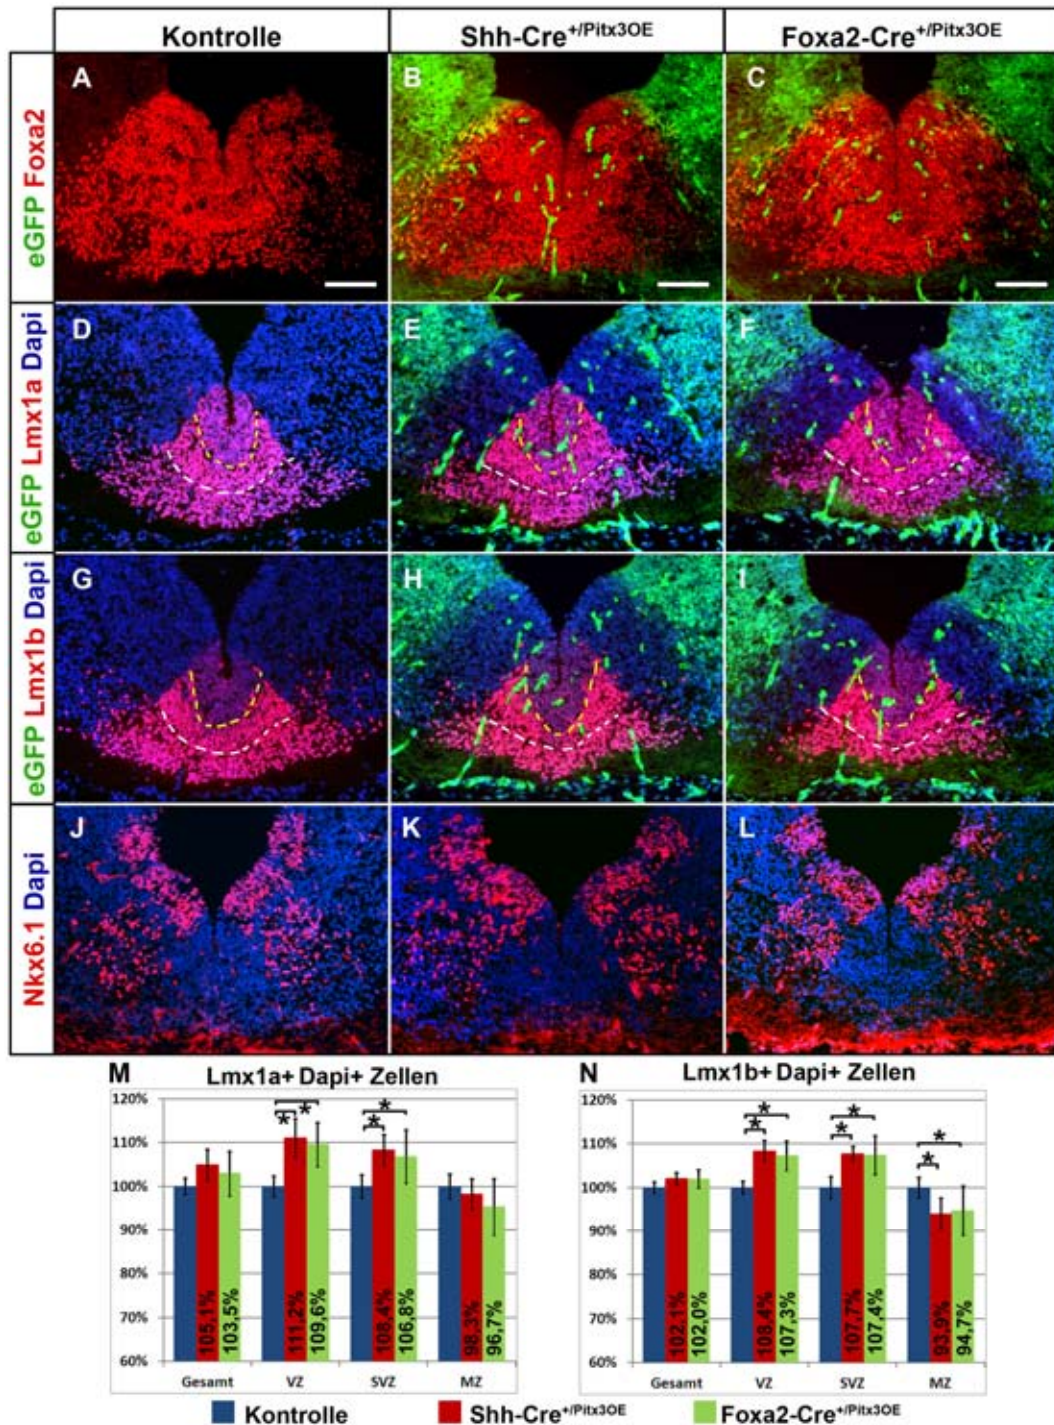 Kontrolle Shh-Cre+/Pitx3OE Foxa2-Cre+/Pitx3OE
eGFP Foxa2
A B C
eGFP Lmx1a Dapi
D E F
eGFP Lmx1b Dapi
G H I
Nkx6.1 Dapi
J K L
M Lmx1a+ Dapi+ Zellen
120%
110%
100%
90%
80%
70%
60%
* * * *
105,1% 103,5% 111,2% 109,6% 108,4% 106,8% 98,3% 96,7%
Gesamt VZ SVZ MZ
N Lmx1b+ Dapi+ Zellen
120%
110%
100%
90%
80%
70%
60%
* * * * * *
102,1% 102,0% 108,4% 107,3% 107,7% 107,4% 93,9% 94,7%
Gesamt VZ SVZ MZ
Kontrolle Shh-Cre+/Pitx3OE Foxa2-Cre+/Pitx3OE